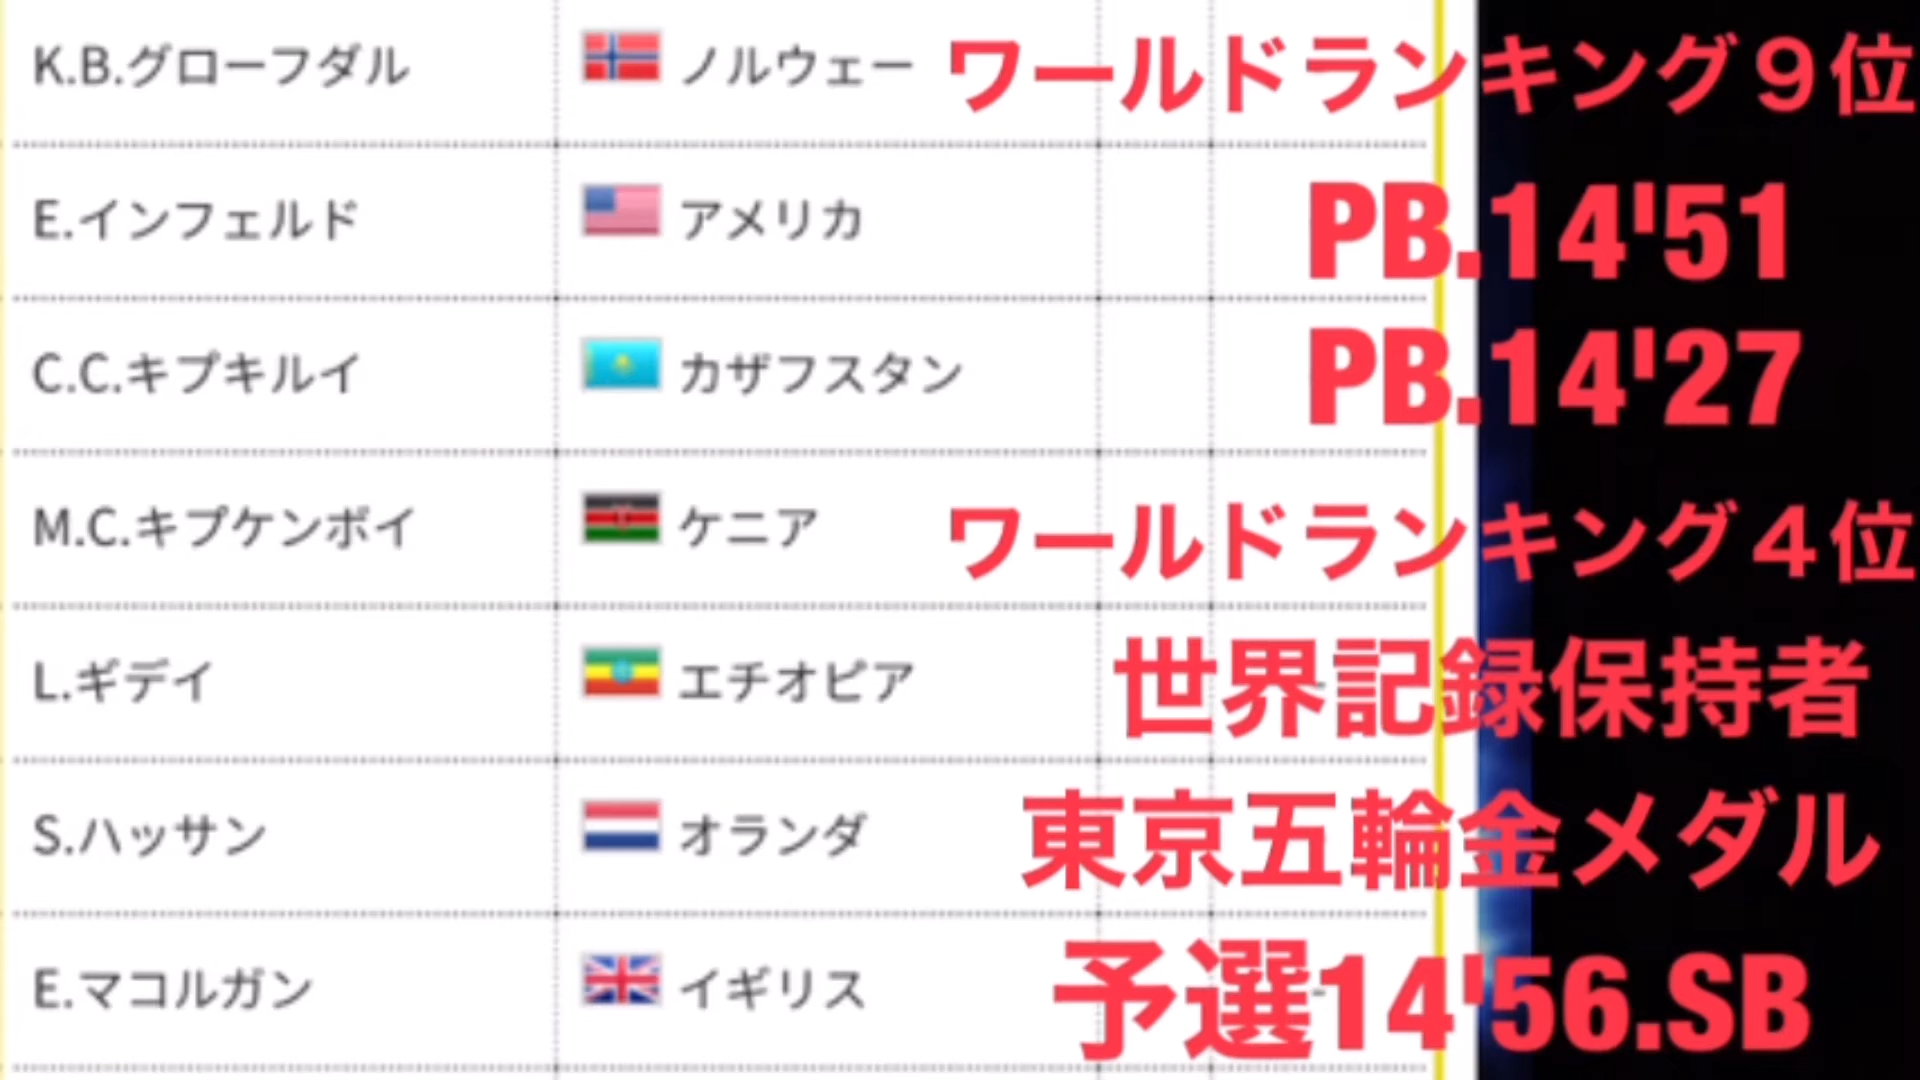 K.B.グローフダル ノルウェー ワールドランキング９位
E.インフェルド アメリカ PB.14'51
C.C.キプキルイ カザフスタン PB.14'27
M.C.キプケンボイ ケニア ワールドランキング４位
L.ギデイ エチオピア 世界記録保持者
S.ハッサン オランダ 東京五輪金メダル
E.マコルガン イギリス 予選14'56.SB